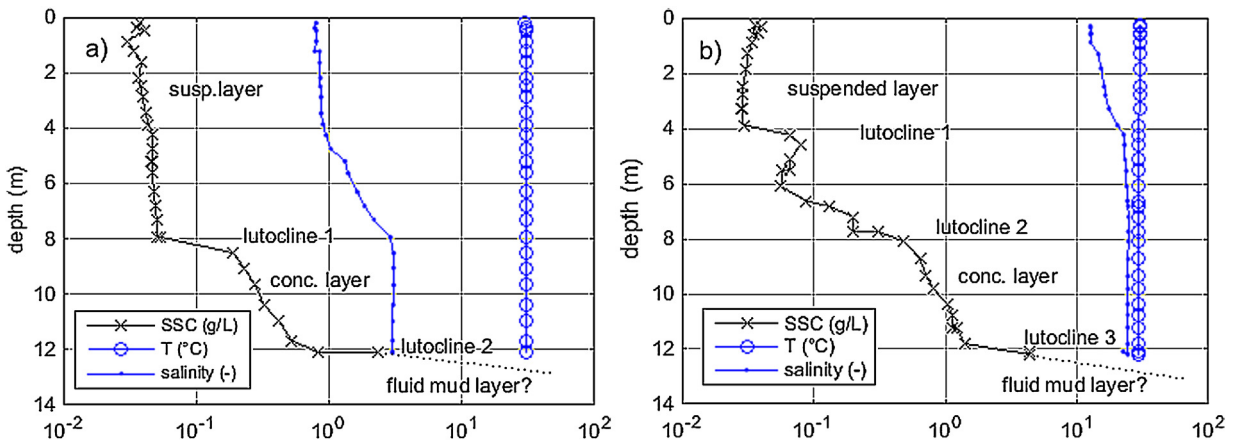 a)
susp.layer
lutocline 1
conc. layer
lutocline 2
fluid mud layer?
SSC (g/L)
T (°C)
salinity (-)
depth (m)
0
2
4
6
8
10
12
14
10-2
10-1
100
101
102
b)
suspended layer
lutocline 1
lutocline 2
conc. layer
lutocline 3
fluid mud layer?
SSC (g/L)
T (°C)
salinity (-)
depth (m)
0
2
4
6
8
10
12
14
10-2
10-1
100
101
102